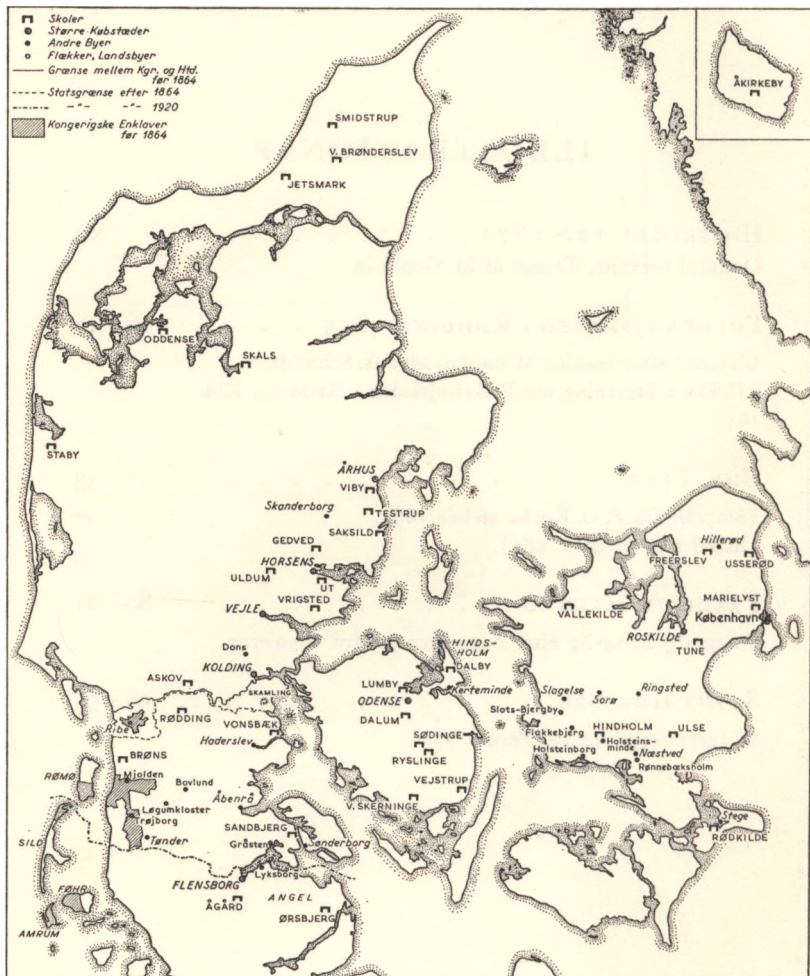 Skoler
Større Købstæder
Andre Byer
Flækker, Landsbyer
Grænse mellem Kgr. og Htd.
før 1864
Statsgrænse efter 1864
-"- -"- 1920
Kongerigske Enklaver
før 1864
ÅKIRKEBY
SMIDSTRUP
V. BRØNDERSLEV
JETSMARK
ODDENSE
SKALS
STABY
ÅRHUS
VIBY
Skanderborg
TESTRUP
SAKSILD
GEDVED
HORSENS
ULDUM
UT
VRIGSTED
VEJLE
Hillerød
FREERSLEV
USSERØD
VALLEKILDE
MARIELYST
København
ROSKILDE
TUNE
Dons
KOLDING
HINDS-
HOLM
DALBY
ASKOV
SKAMLING
LUMBY
Kerteminde
ODENSE
RØDDING
VONSBÆK
DALUM
Slagelse
Sorø
Ringsted
Slots-Bjergby
Ribe
Haderslev
SØDINGE
RYSLINGE
Flakkebjerg
HINDHOLM
ULSE
Holsteins-
minde
Holsteinborg
Næstved
Rønnebæksholm
BRØNS
Mjolden
RØMØ
Bovlund
Åbenrå
VEJSTRUP
V. SKERNINGE
Løgumkloster
Trøjborg
SANDBJERG
Tønder
Gråsten
Sønderborg
Stege
RØDKILDE
SILD
Lyksborg
FLENSBORG
FØHR
ÅGÅRD
ANGEL
ØRSBJERG
AMRUM